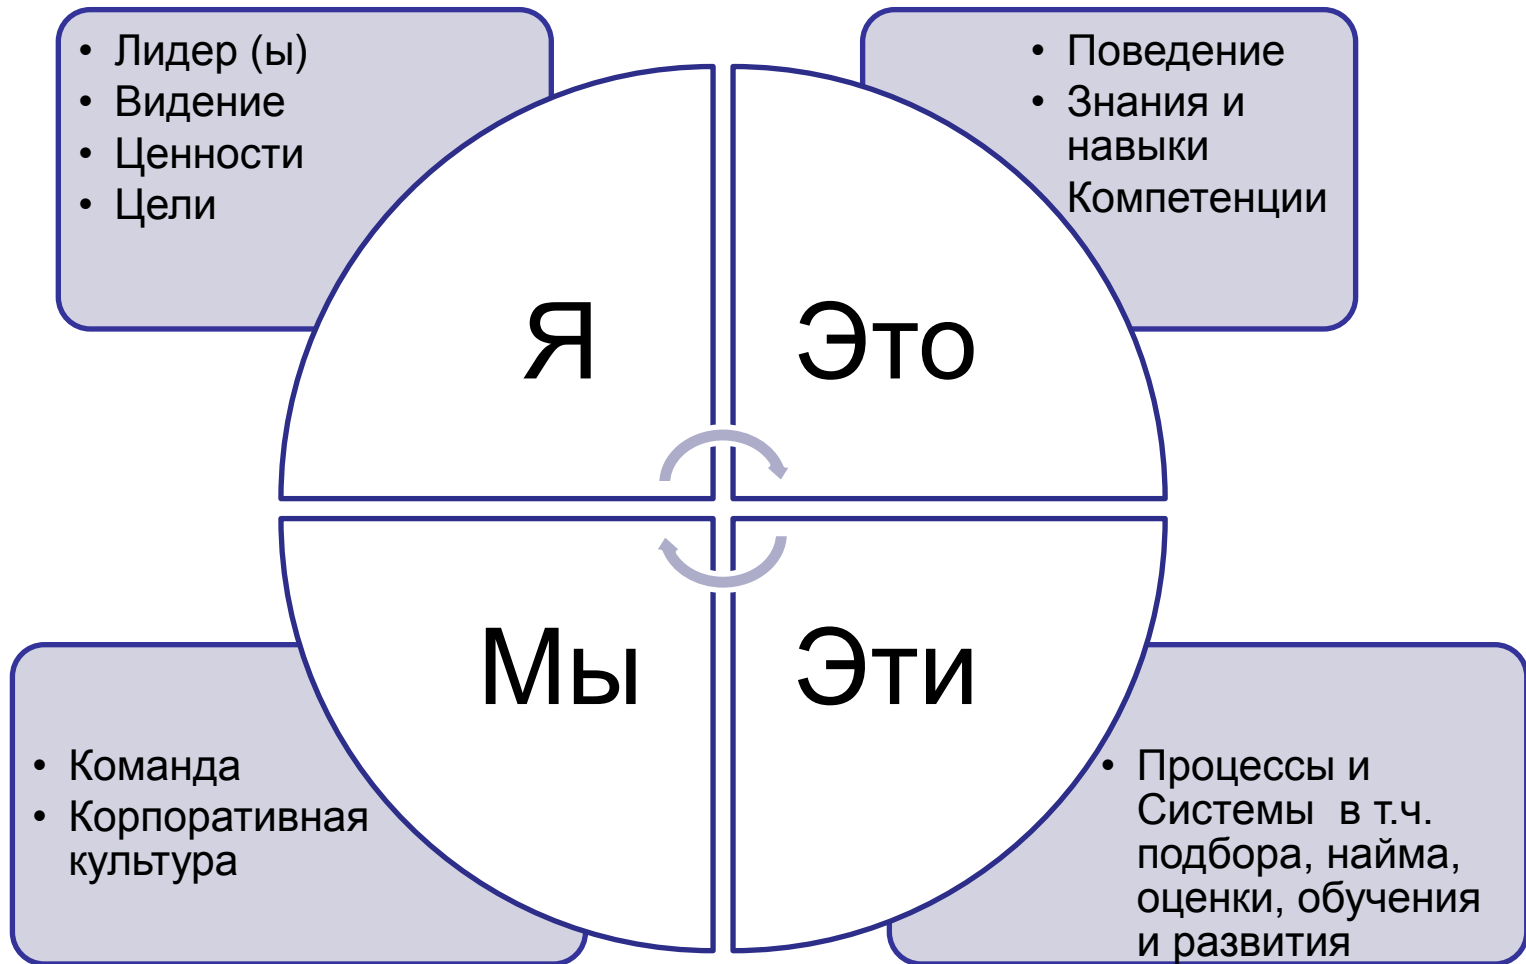 • Лидер (ы)
• Видение
• Ценности
• Цели
• Поведение
• Знания и
навыки
Компетенции
Я
Это
Мы
Эти
• Команда
• Корпоративная
культура
• Процессы и
Системы в т.ч.
подбора, найма,
оценки, обучения
и развития